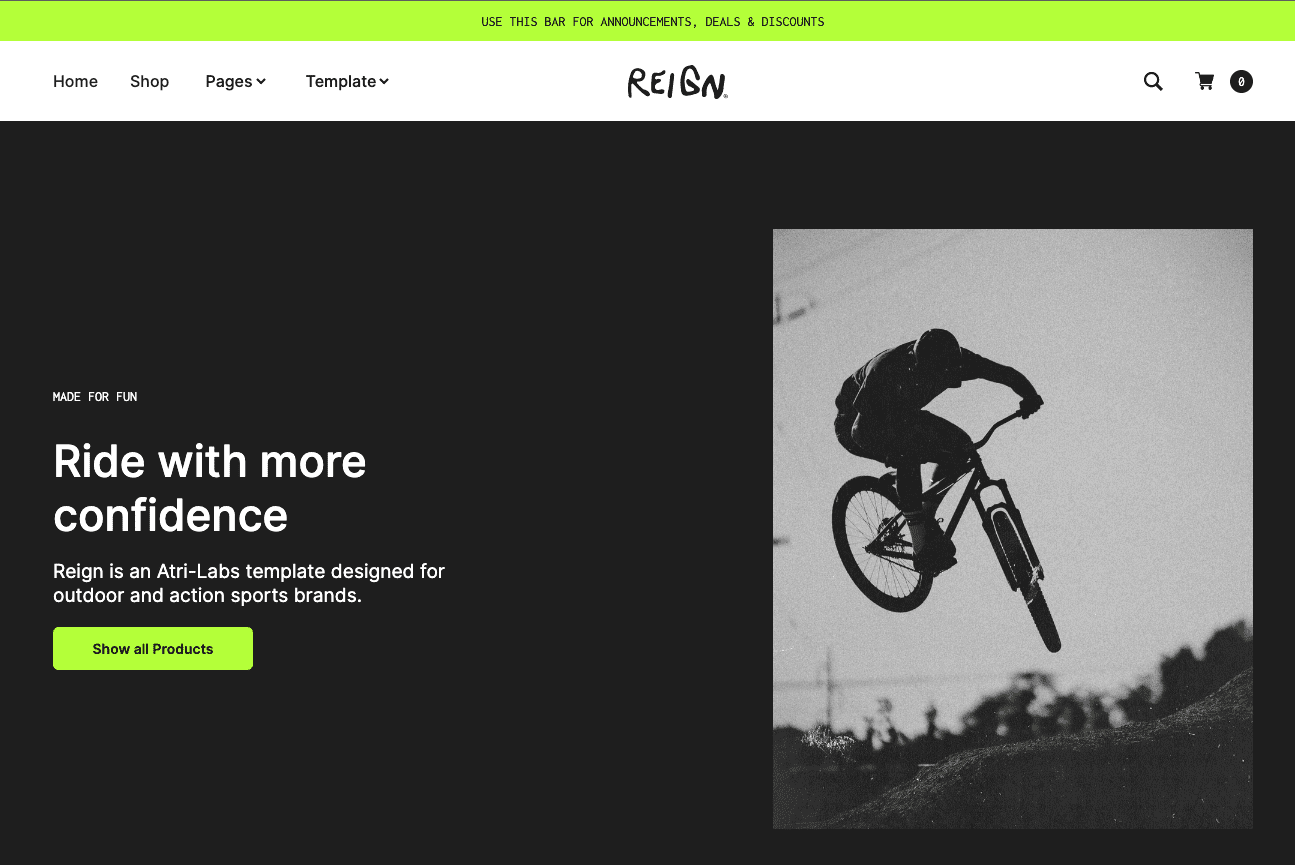 USE THIS BAR FOR ANNOUNCEMENTS, DEALS & DISCOUNTS
Home Shop Pages Template REIGN 0
MADE FOR FUN
Ride with more
confidence
Reign is an Atri-Labs template designed for
outdoor and action sports brands.
Show all Products